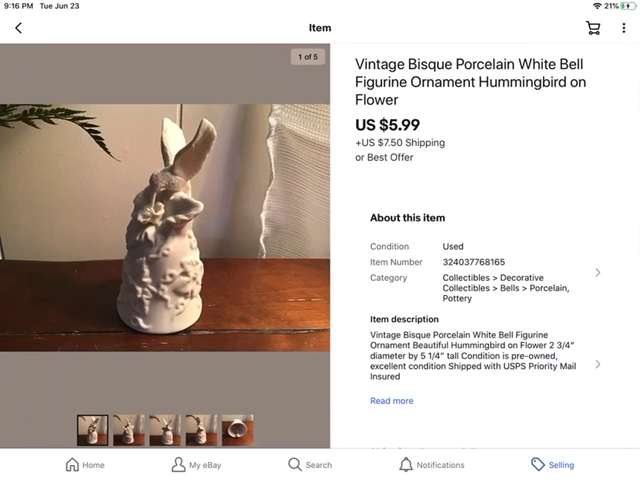 9:16 PM Tue Jun 23
21%
Item
1 of 5
Vintage Bisque Porcelain White Bell
Figurine Ornament Hummingbird on
Flower
US $5.99
+US $7.50 Shipping
or Best Offer
About this item
Condition Used
Item Number 324037768165
Category Collectibles > Decorative
Collectibles > Bells > Porcelain,
Pottery
Item description
Vintage Bisque Porcelain White Bell Figurine
Ornament Beautiful Hummingbird on Flower 2 3/4”
diameter by 5 1/4” tall Condition is pre-owned,
excellent condition Shipped with USPS Priority Mail
Insured
Read more
Home
My eBay
Search
Notifications
Selling